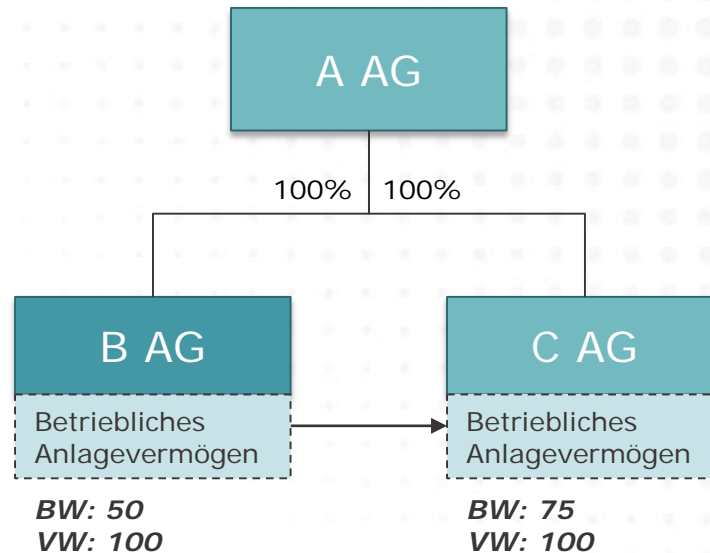 A AG
100% 100%
B AG
C AG
Betriebliches
Anlagevermögen
Betriebliches
Anlagevermögen
BW: 50
VW: 100
BW: 75
VW: 100